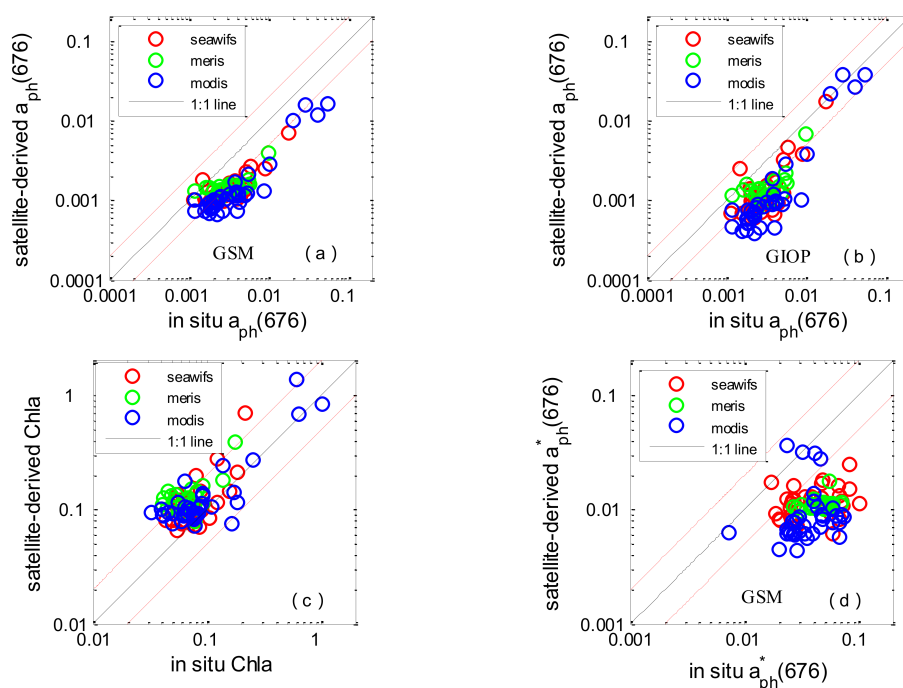 seawifs
meris
modis
1:1 line
0.1
0.01
0.001
0.0001
satellite-derived a_ph(676)
GSM
( a )
0.0001 0.001 0.01 0.1
in situ a_ph(676)
seawifs
meris
modis
1:1 line
0.1
0.01
0.001
0.0001
satellite-derived a_ph(676)
GIOP
( b )
0.0001 0.001 0.01 0.1
in situ a_ph(676)
seawifs
meris
modis
1:1 line
1
0.1
0.01
satellite-derived Chla
( c )
0.01 0.1 1
in situ Chla
seawifs
meris
modis
1:1 line
0.1
0.01
0.001
satellite-derived a*_ph(676)
GSM
( d )
0.001 0.01 0.1
in situ a*_ph(676)